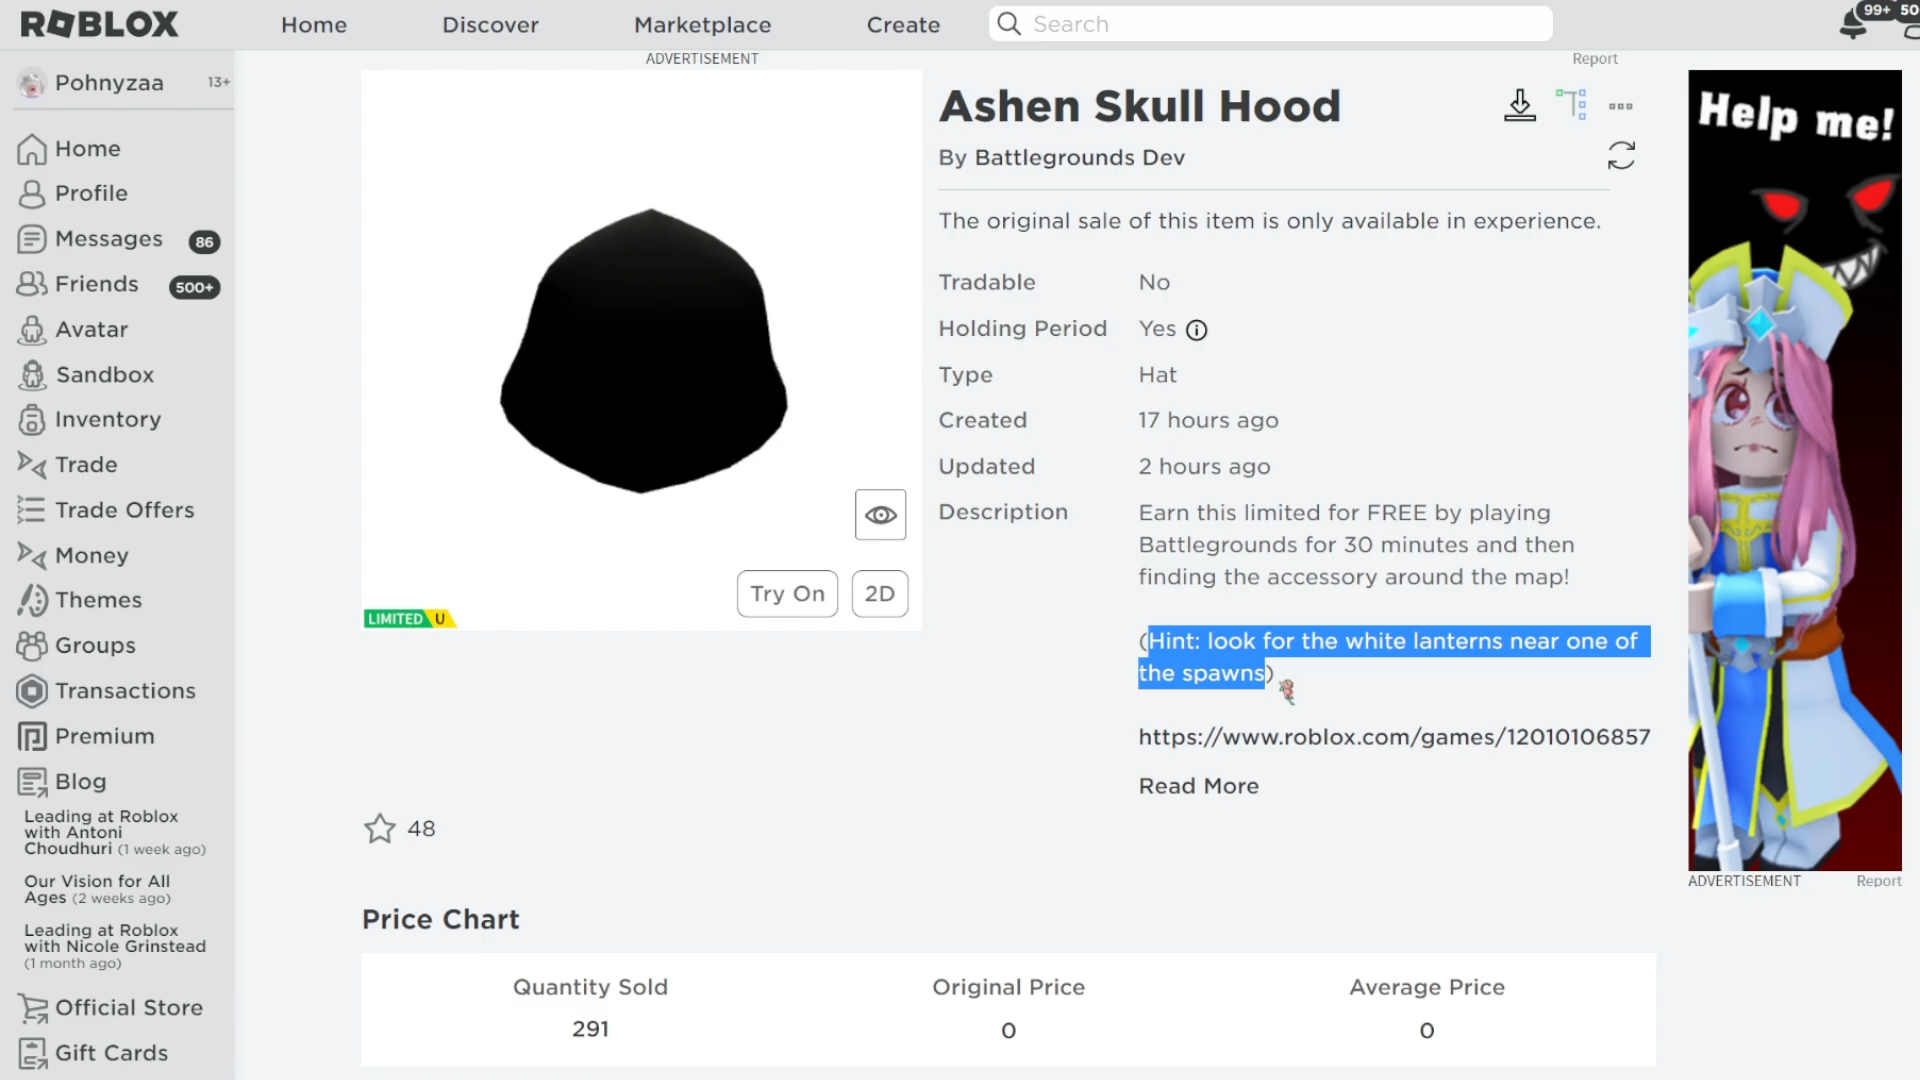 ROBLOX
Home
Discover
Marketplace
Create
Search
99+
50
Pohnyzaa
13+
Home
Profile
Messages
86
Friends
500+
Avatar
Sandbox
Inventory
Trade
Trade Offers
Money
Themes
Groups
Transactions
Premium
Blog
Leading at Roblox
with Antoni
Choudhuri (1 week ago)
Our Vision for All
Ages (2 weeks ago)
Leading at Roblox
with Nicole Grinstead
(1 month ago)
Official Store
Gift Cards
ADVERTISEMENT
Report
LIMITED U
Try On
2D
Ashen Skull Hood
By Battlegrounds Dev
The original sale of this item is only available in experience.
Tradable
No
Holding Period
Yes
Type
Hat
Created
17 hours ago
Updated
2 hours ago
Description
Earn this limited for FREE by playing
Battlegrounds for 30 minutes and then
finding the accessory around the map!
(Hint: look for the white lanterns near one of
the spawns)
https://www.roblox.com/games/12010106857
Read More
48
Price Chart
Quantity Sold
291
Original Price
0
Average Price
0
Help me!
ADVERTISEMENT
Report